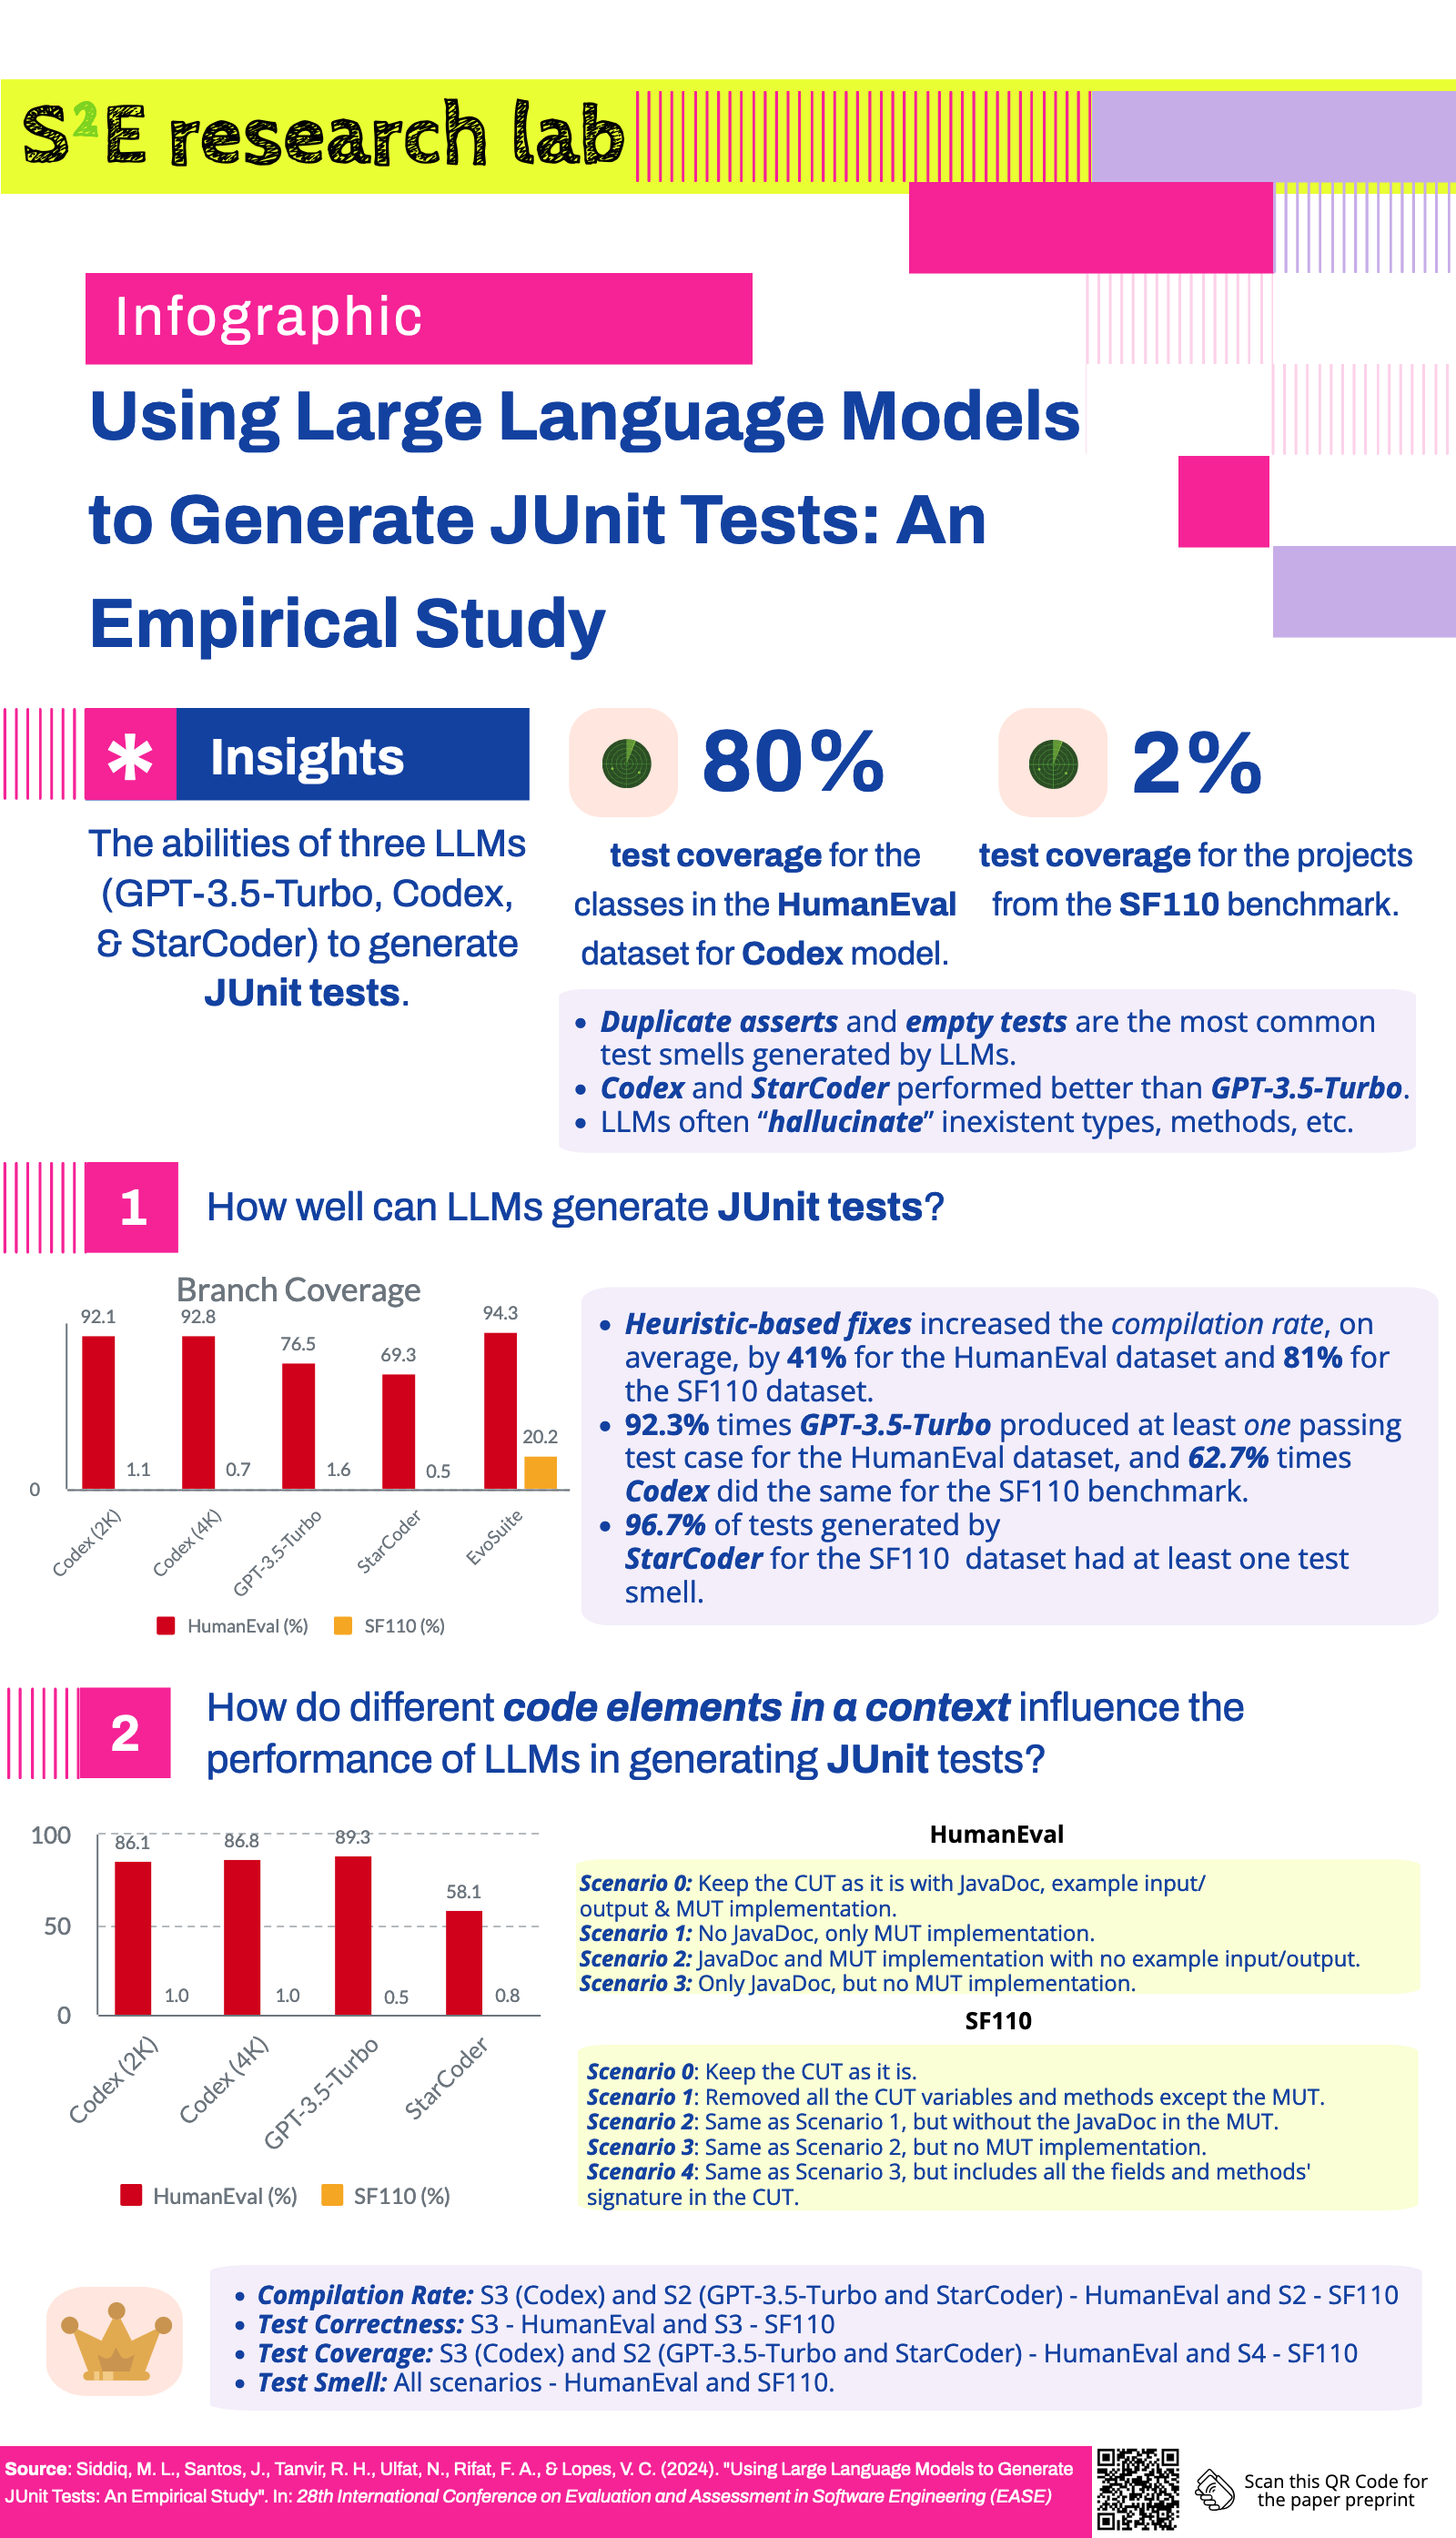 S²E research lab
Infographic
Using Large Language Models
to Generate JUnit Tests: An
Empirical Study
* Insights
The abilities of three LLMs
(GPT-3.5-Turbo, Codex,
& StarCoder) to generate
JUnit tests.
80%
test coverage for the
classes in the HumanEval
dataset for Codex model.
2%
test coverage for the projects
from the SF110 benchmark.
• Duplicate asserts and empty tests are the most common
test smells generated by LLMs.
• Codex and StarCoder performed better than GPT-3.5-Turbo.
• LLMs often “hallucinate” inexistent types, methods, etc.
1
How well can LLMs generate JUnit tests?
Branch Coverage
92.1
92.8
76.5
69.3
94.3
1.1
0.7
1.6
0.5
20.2
0
Codex (2K)
Codex (4K)
GPT-3.5-Turbo
StarCoder
EvoSuite
HumanEval (%)
SF110 (%)
• Heuristic-based fixes increased the compilation rate, on
average, by 41% for the HumanEval dataset and 81% for
the SF110 dataset.
• 92.3% times GPT-3.5-Turbo produced at least one passing
test case for the HumanEval dataset, and 62.7% times
Codex did the same for the SF110 benchmark.
• 96.7% of tests generated by
StarCoder for the SF110 dataset had at least one test
smell.
2
How do different code elements in a context influence the
performance of LLMs in generating JUnit tests?
100
50
0
86.1
86.8
89.3
58.1
1.0
1.0
0.5
0.8
Codex (2K)
Codex (4K)
GPT-3.5-Turbo
StarCoder
HumanEval (%)
SF110 (%)
HumanEval
Scenario 0: Keep the CUT as it is with JavaDoc, example input/
output & MUT implementation.
Scenario 1: No JavaDoc, only MUT implementation.
Scenario 2: JavaDoc and MUT implementation with no example input/output.
Scenario 3: Only JavaDoc, but no MUT implementation.
SF110
Scenario 0: Keep the CUT as it is.
Scenario 1: Removed all the CUT variables and methods except the MUT.
Scenario 2: Same as Scenario 1, but without the JavaDoc in the MUT.
Scenario 3: Same as Scenario 2, but no MUT implementation.
Scenario 4: Same as Scenario 3, but includes all the fields and methods'
signature in the CUT.
• Compilation Rate: S3 (Codex) and S2 (GPT-3.5-Turbo and StarCoder) - HumanEval and S2 - SF110
• Test Correctness: S3 - HumanEval and S3 - SF110
• Test Coverage: S3 (Codex) and S2 (GPT-3.5-Turbo and StarCoder) - HumanEval and S4 - SF110
• Test Smell: All scenarios - HumanEval and SF110.
Source: Siddiq, M. L., Santos, J., Tanvir, R. H., Ulfat, N., Rifat, F. A., & Lopes, V. C. (2024). "Using Large Language Models to Generate
JUnit Tests: An Empirical Study". In: 28th International Conference on Evaluation and Assessment in Software Engineering (EASE)
Scan this QR Code for
the paper preprint